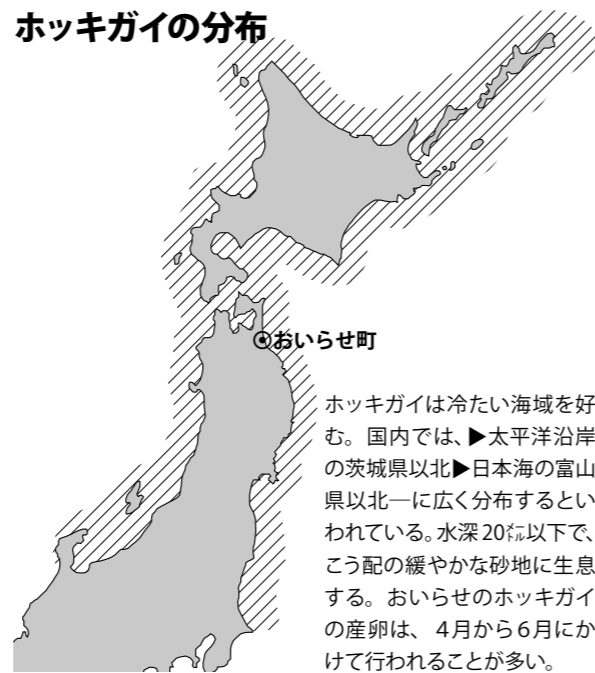 ホッキガイの分布
おいらせ町
ホッキガイは冷たい海域を好
む。国内では、▶太平洋沿岸
の茨城県以北▶日本海の富山
県以北―に広く分布するとい
われている。水深20㍍以下で、
こう配の緩やかな砂地に生息
する。おいらせのホッキガイ
の産卵は、４月から６月にか
けて行われることが多い。